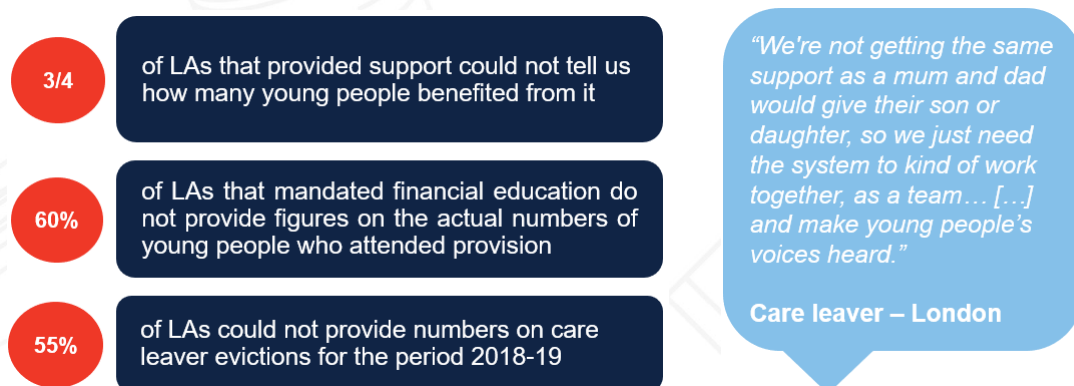 3/4
of LAs that provided support could not tell us
how many young people benefited from it
60%
of LAs that mandated financial education do
not provide figures on the actual numbers of
young people who attended provision
55%
of LAs could not provide numbers on care
leaver evictions for the period 2018-19
“We're not getting the same
support as a mum and dad
would give their son or
daughter, so we just need
the system to kind of work
together, as a team… […]
and make young people’s
voices heard.”
Care leaver – London